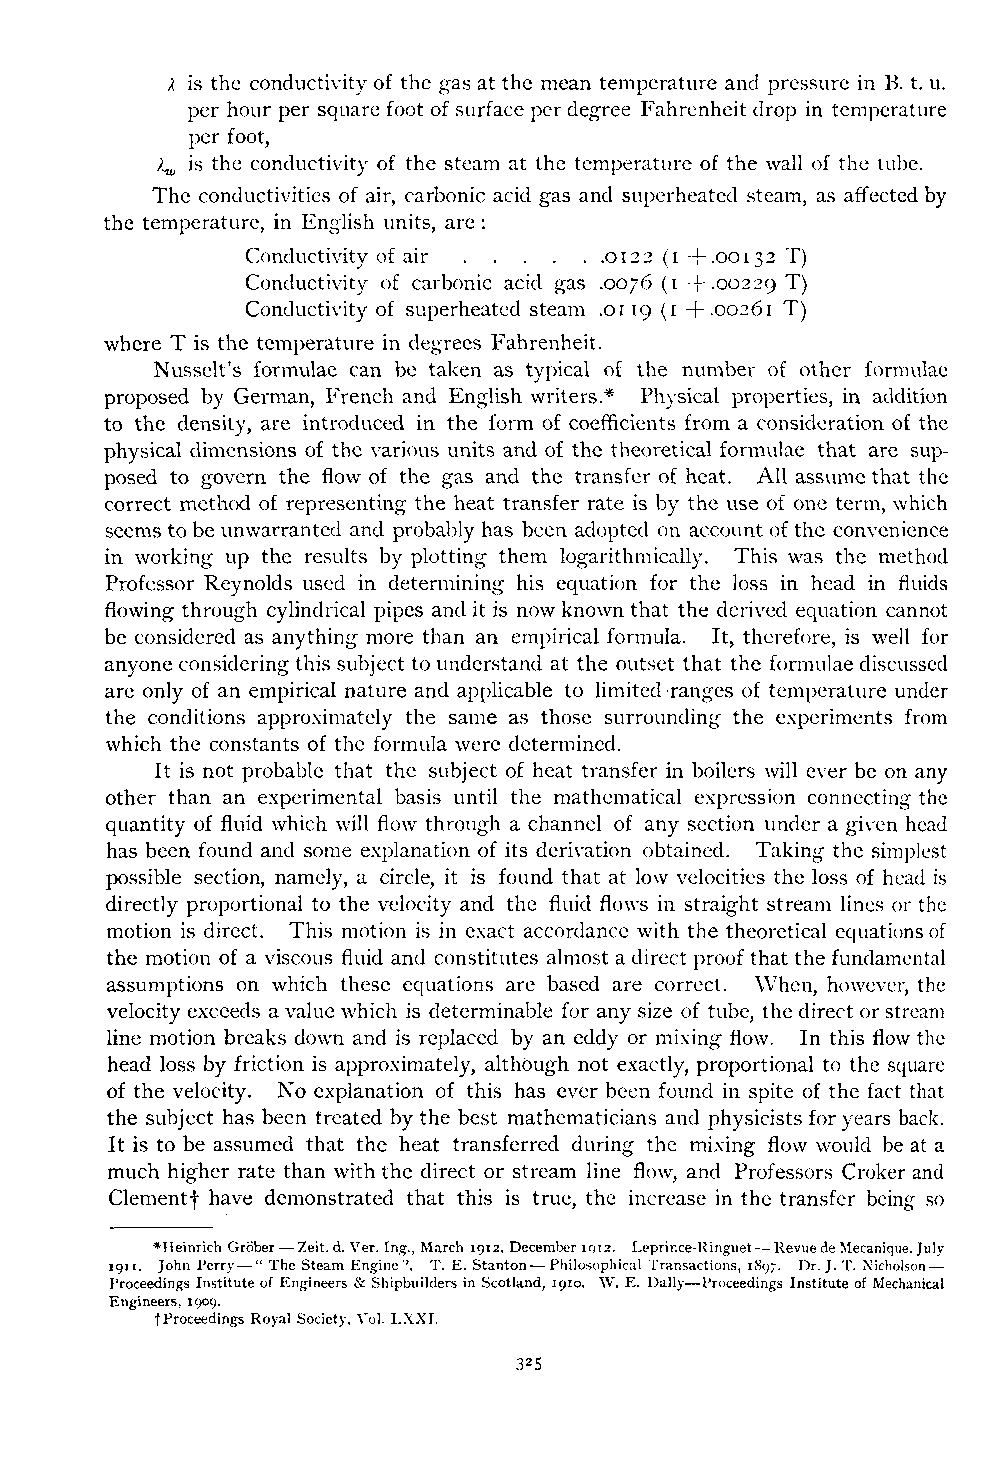 λ is the conductivity of the gas at the mean temperature and pressure in B. t. u.
per hour per square foot of surface per degree Fahrenheit drop in temperature
per foot,
λw is the conductivity of the steam at the temperature of the wall of the tube.
The conductivities of air, carbonic acid gas and superheated steam, as affected by
the temperature, in English units, are :
Conductivity of air . . . . . . .0122 (1 + .00132 T)
Conductivity of carbonic acid gas .0076 (1 + .00229 T)
Conductivity of superheated steam .0119 (1 + .00261 T)
where T is the temperature in degrees Fahrenheit.
Nusselt's formulae can be taken as typical of the number of other formulae
proposed by German, French and English writers.* Physical properties, in addition
to the density, are introduced in the form of coefficients from a consideration of the
physical dimensions of the various units and of the theoretical formulae that are sup-
posed to govern the flow of the gas and the transfer of heat. All assume that the
correct method of representing the heat transfer rate is by the use of one term, which
seems to be unwarranted and probably has been adopted on account of the convenience
in working up the results by plotting them logarithmically. This was the method
Professor Reynolds used in determining his equation for the loss in head in fluids
flowing through cylindrical pipes and it is now known that the derived equation cannot
be considered as anything more than an empirical formula. It, therefore, is well for
anyone considering this subject to understand at the outset that the formulae discussed
are only of an empirical nature and applicable to limited ranges of temperature under
the conditions approximately the same as those surrounding the experiments from
which the constants of the formula were determined.
It is not probable that the subject of heat transfer in boilers will ever be on any
other than an experimental basis until the mathematical expression connecting the
quantity of fluid which will flow through a channel of any section under a given head
has been found and some explanation of its derivation obtained. Taking the simplest
possible section, namely, a circle, it is found that at low velocities the loss of head is
directly proportional to the velocity and the fluid flows in straight stream lines or the
motion is direct. This motion is in exact accordance with the theoretical equations of
the motion of a viscous fluid and constitutes almost a direct proof that the fundamental
assumptions on which these equations are based are correct. When, however, the
velocity exceeds a value which is determinable for any size of tube, the direct or stream
line motion breaks down and is replaced by an eddy or mixing flow. In this flow the
head loss by friction is approximately, although not exactly, proportional to the square
of the velocity. No explanation of this has ever been found in spite of the fact that
the subject has been treated by the best mathematicians and physicists for years back.
It is to be assumed that the heat transferred during the mixing flow would be at a
much higher rate than with the direct or stream line flow, and Professors Croker and
Clement† have demonstrated that this is true, the increase in the transfer being so
*Heinrich Gröber — Zeit. d. Ver. Ing., March 1912, December 1912. Leprince-Ringuet — Revue de Mecanique. July
1911. John Perry — " The Steam Engine ". T. E. Stanton — Philosophical Transactions, 1897. Dr. J. T. Nicholson —
Proceedings Institute of Engineers & Shipbuilders in Scotland, 1910. W. E. Dally — Proceedings Institute of Mechanical
Engineers, 1909.
†Proceedings Royal Society, Vol. LXXI.
325